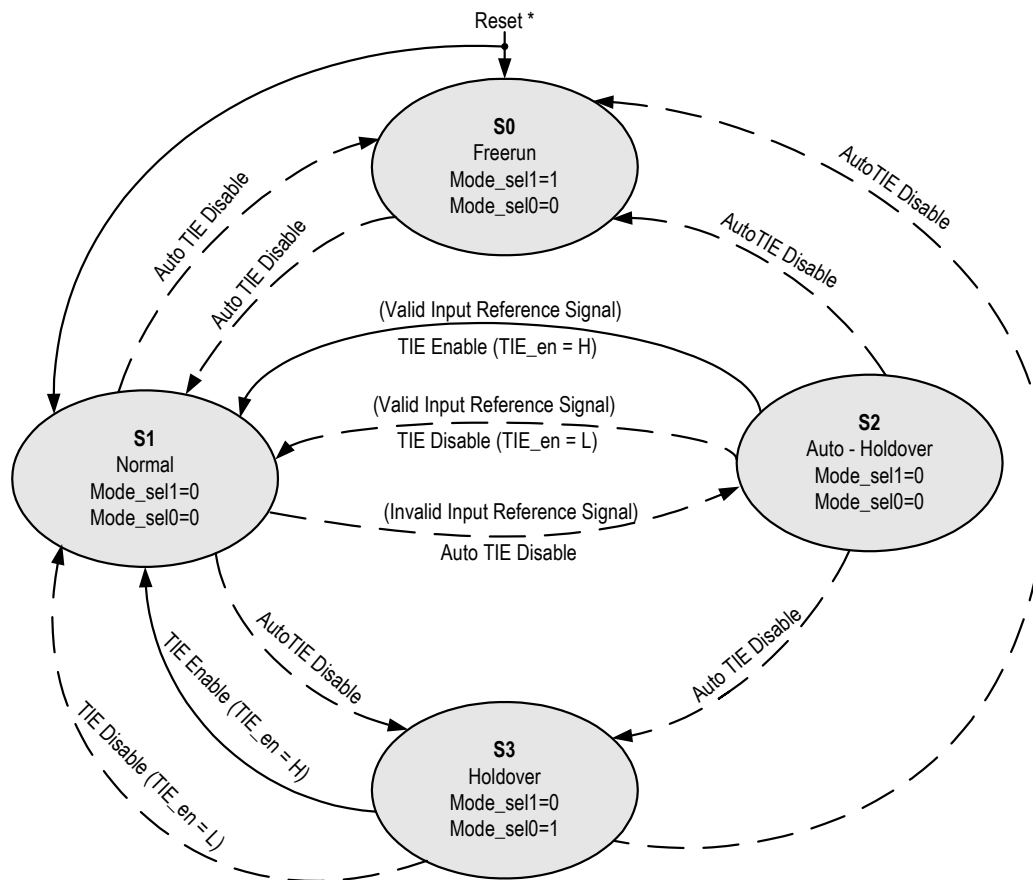 Reset *
S0
Freerun
Mode_sel1=1
Mode_sel0=0
AutoTIE Disable
Auto TIE Disable
Auto TIE Disable
AutoTIE Disable
(Valid Input Reference Signal)
TIE Enable (TIE_en = H)
(Valid Input Reference Signal)
TIE Disable (TIE_en = L)
S1
Normal
Mode_sel1=0
Mode_sel0=0
S2
Auto - Holdover
Mode_sel1=0
Mode_sel0=0
(Invalid Input Reference Signal)
Auto TIE Disable
AutoTIE Disable
Auto TIE Disable
TIE Enable (TIE_en = H)
TIE Disable (TIE_en = L)
S3
Holdover
Mode_sel1=0
Mode_sel0=1